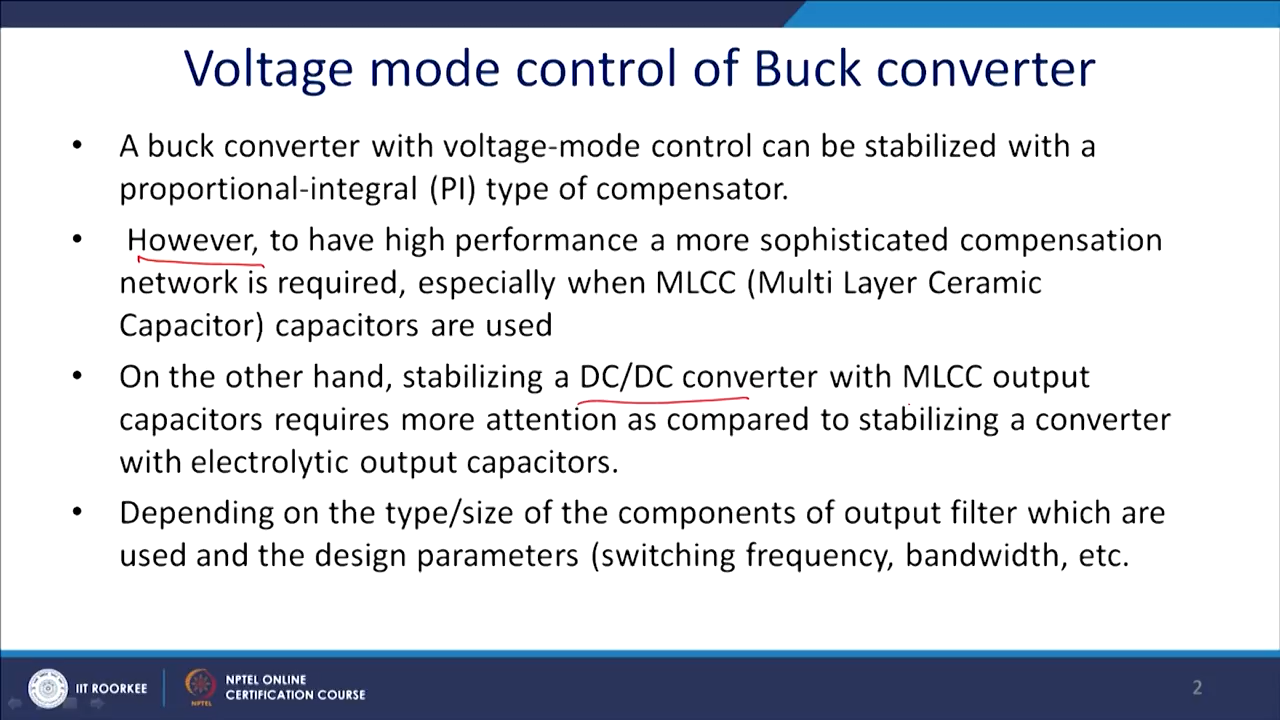 Voltage mode control of Buck converter
• A buck converter with voltage-mode control can be stabilized with a
proportional-integral (PI) type of compensator.
• However, to have high performance a more sophisticated compensation
network is required, especially when MLCC (Multi Layer Ceramic
Capacitor) capacitors are used
• On the other hand, stabilizing a DC/DC converter with MLCC output
capacitors requires more attention as compared to stabilizing a converter
with electrolytic output capacitors.
• Depending on the type/size of the components of output filter which are
used and the design parameters (switching frequency, bandwidth, etc.
IIT ROORKEE
NPTEL
NPTEL ONLINE
CERTIFICATION COURSE
2